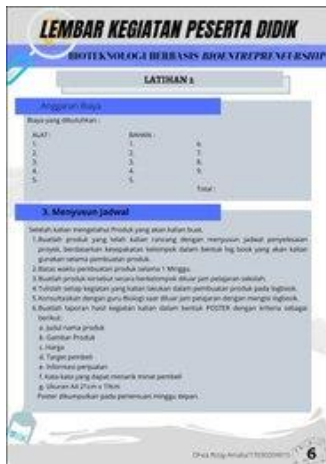 LEMBAR KEGIATAN PESERTA DIDIK
BIOTEKNOLOGI BERBASIS BIOENTREPRENEURSHIP
LATIHAN 2
Anggaran Biaya
Biaya yang dibutuhkan :
ALAT : BAHAN :
1. 1. 6.
2. 2. 7.
3. 3. 8.
4. 4. 9.
5. 5.
Total :
3. Menyusun Jadwal
Setelah kalian mengetahui Produk yang akan kalian buat.
1. Buatlah produk yang telah kalian rancang dengan menyusun jadwal penyelesaian
proyek, berdasarkan kesepakatan kelompok dalam bentuk log book yang akan kalian
gunakan selama pembuatan produk.
2. Batas waktu pembuatan produk selama 1 Minggu.
3. Buatlah produk tersebut secara berkelompok diluar jam pelajaran sekolah.
4. Tulislah setiap kegiatan yang kalian lakukan dalam pembuatan produk pada logbook.
5. Konsultasikan dengan guru Biologi saat diluar jam pelajaran dengan mengisi logbook.
6. Buatlah laporan hasil kegiatan kalian dalam bentuk POSTER dengan kriteria sebagai
berikut:
a. Judul nama produk
b. Gambar Produk
c. Harga
d. Target pembeli
e. Informasi penjualan
f. Kata-kata yang dapat menarik minat pembeli
g. Ukuran A4 21cm x
Poster dikumpulkan pada pertemuan minggu depan.
6